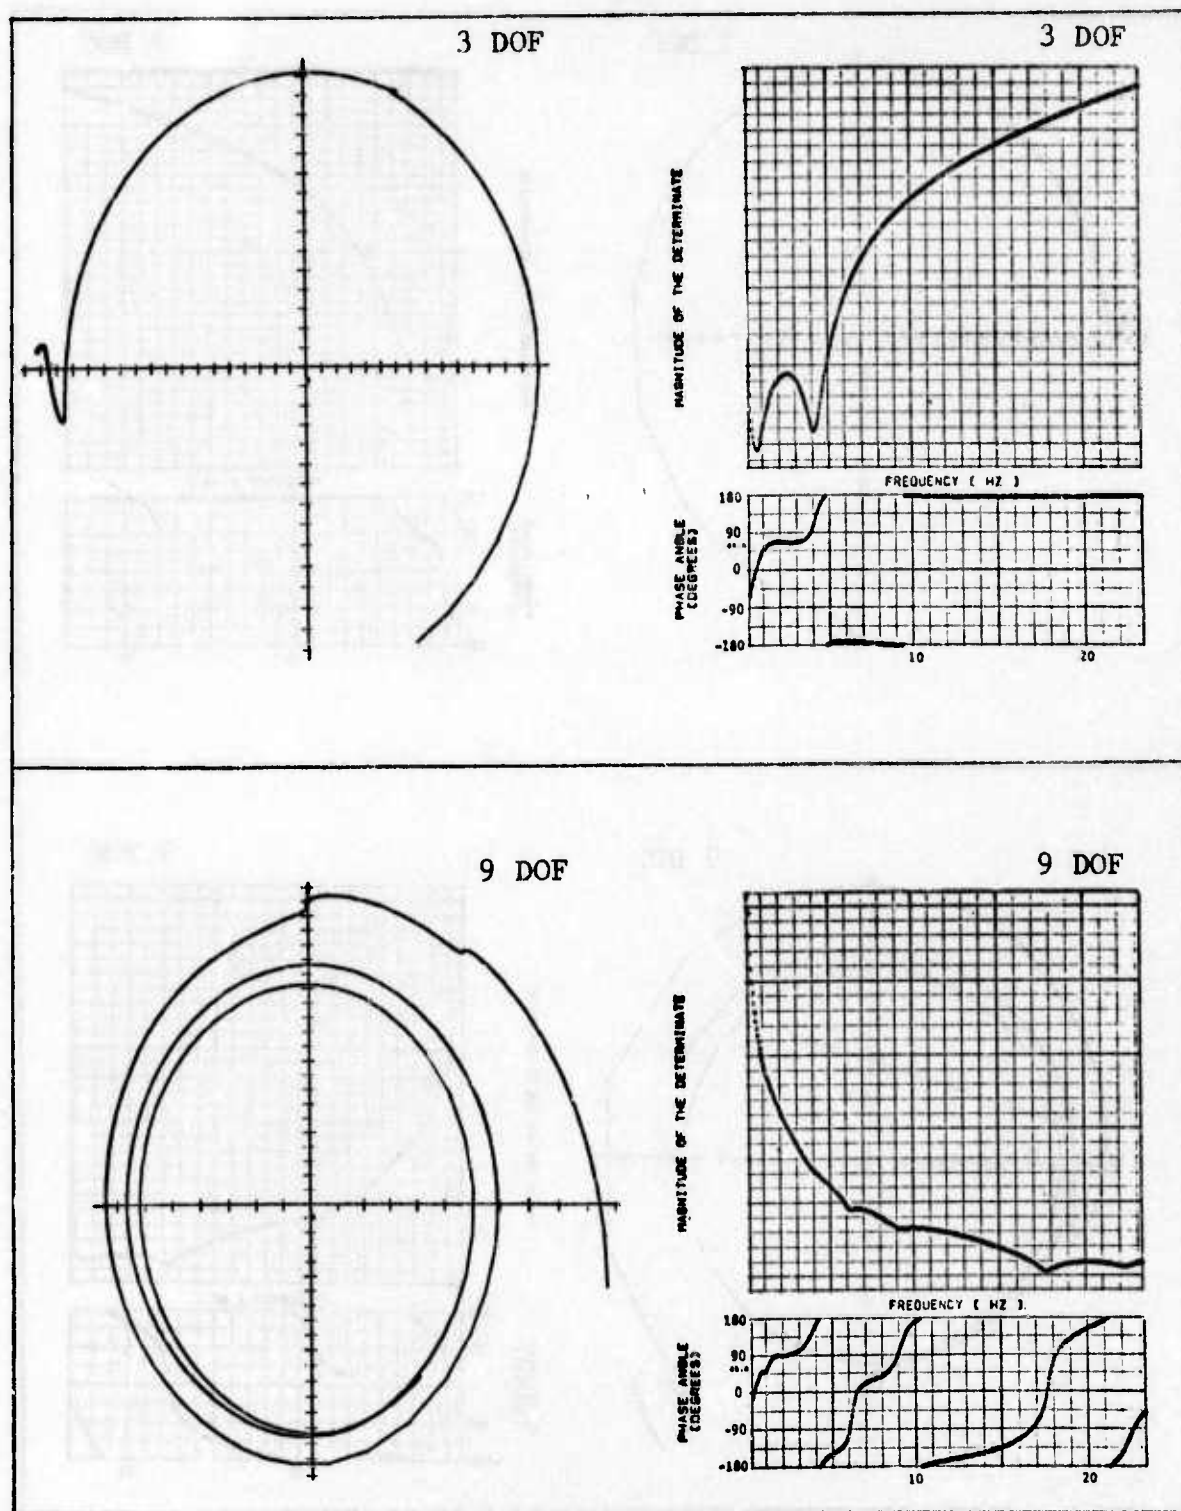 3 DOF
3 DOF
MAGNITUDE OF THE DETERMINATE
FREQUENCY ( HZ )
PHASE ANGLE
(DEGREES)
180
90
0
-90
-180
10
20
9 DOF
9 DOF
MAGNITUDE OF THE DETERMINATE
FREQUENCY ( HZ ).
PHASE ANGLE
(DEGREES)
180
90
0
-90
-180
10
20